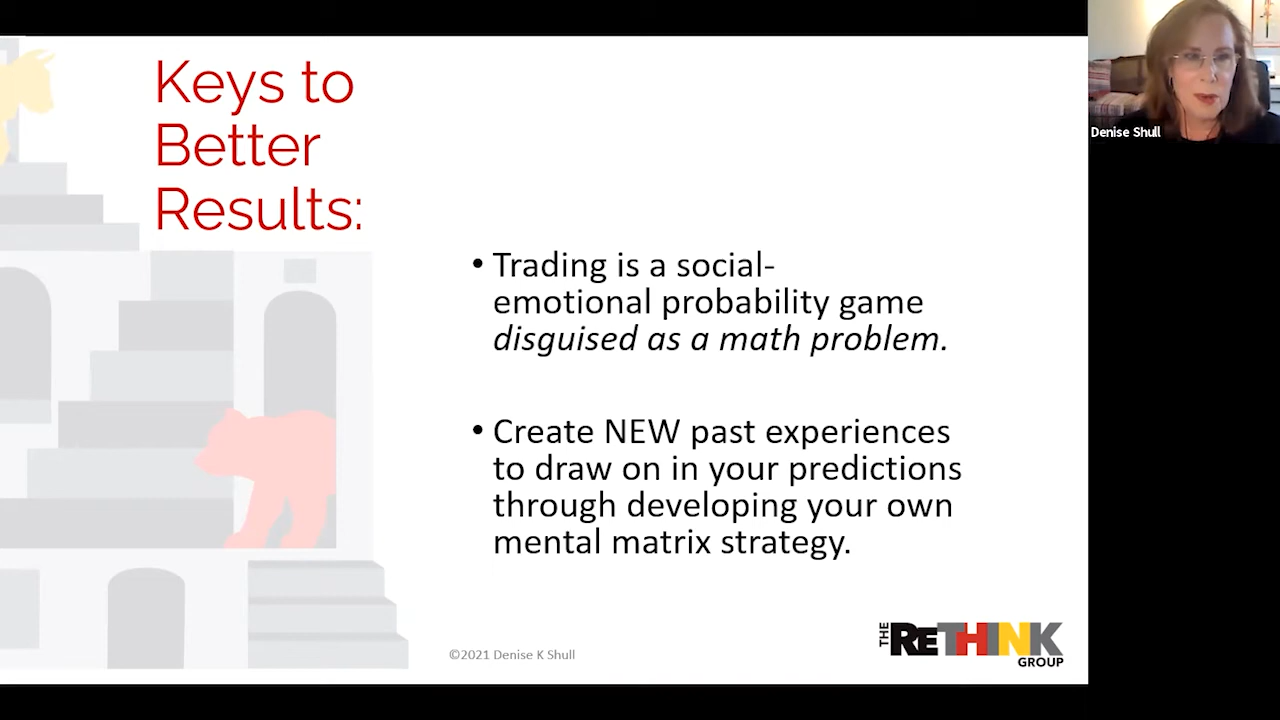 Keys to
Better
Results:
• Trading is a social-
emotional probability game
disguised as a math problem.
• Create NEW past experiences
to draw on in your predictions
through developing your own
mental matrix strategy.
©2021 Denise K Shull
THE RETHINK
GROUP
Denise Shull